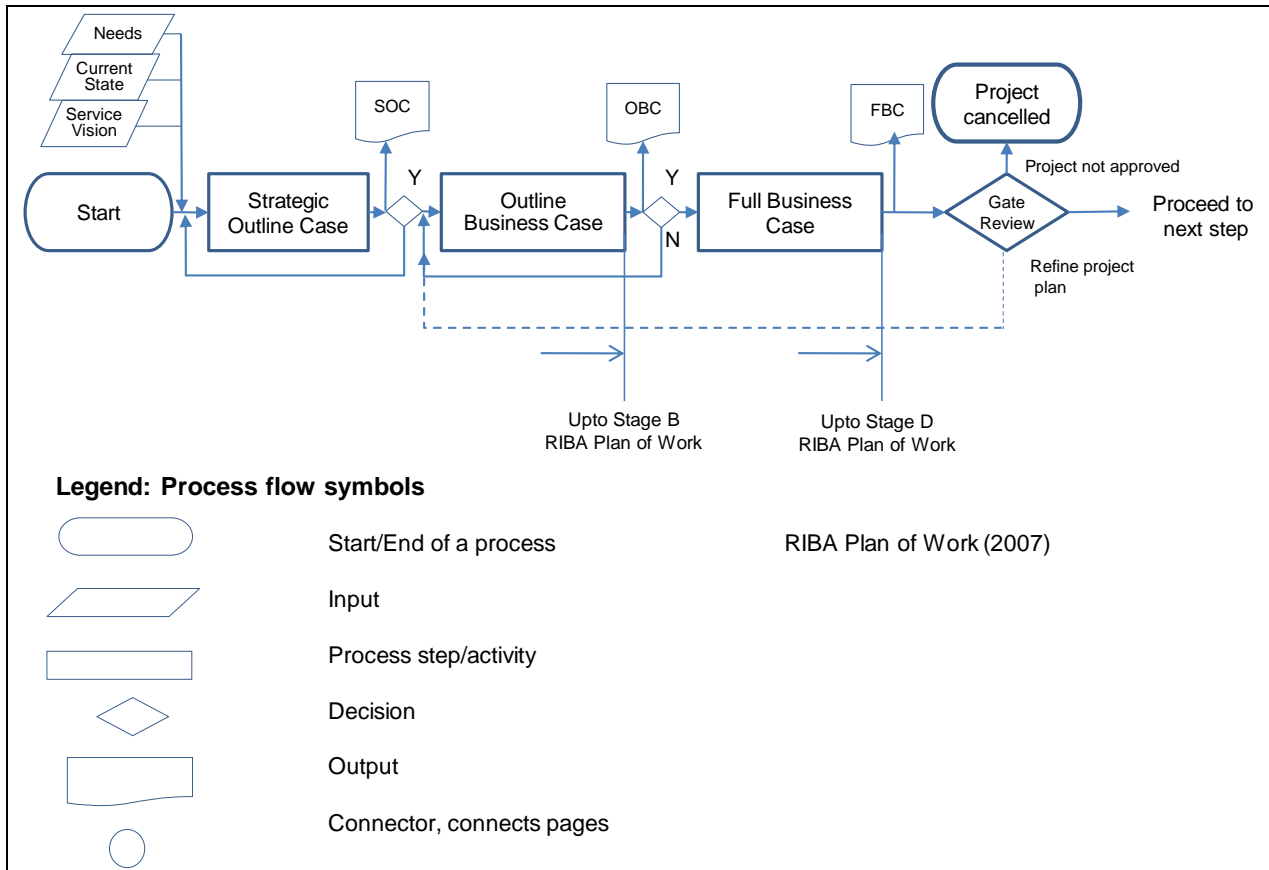 Needs
Current
State
Service
Vision
SOC
OBC
FBC
Project
cancelled
Project not approved
Start
Strategic
Outline Case
Y
Outline
Business Case
Y
N
Full Business
Case
Gate
Review
Proceed to
next step
Refine project
plan
Upto Stage B
RIBA Plan of Work
Upto Stage D
RIBA Plan of Work
Legend: Process flow symbols
Start/End of a process
RIBA Plan of Work (2007)
Input
Process step/activity
Decision
Output
Connector, connects pages